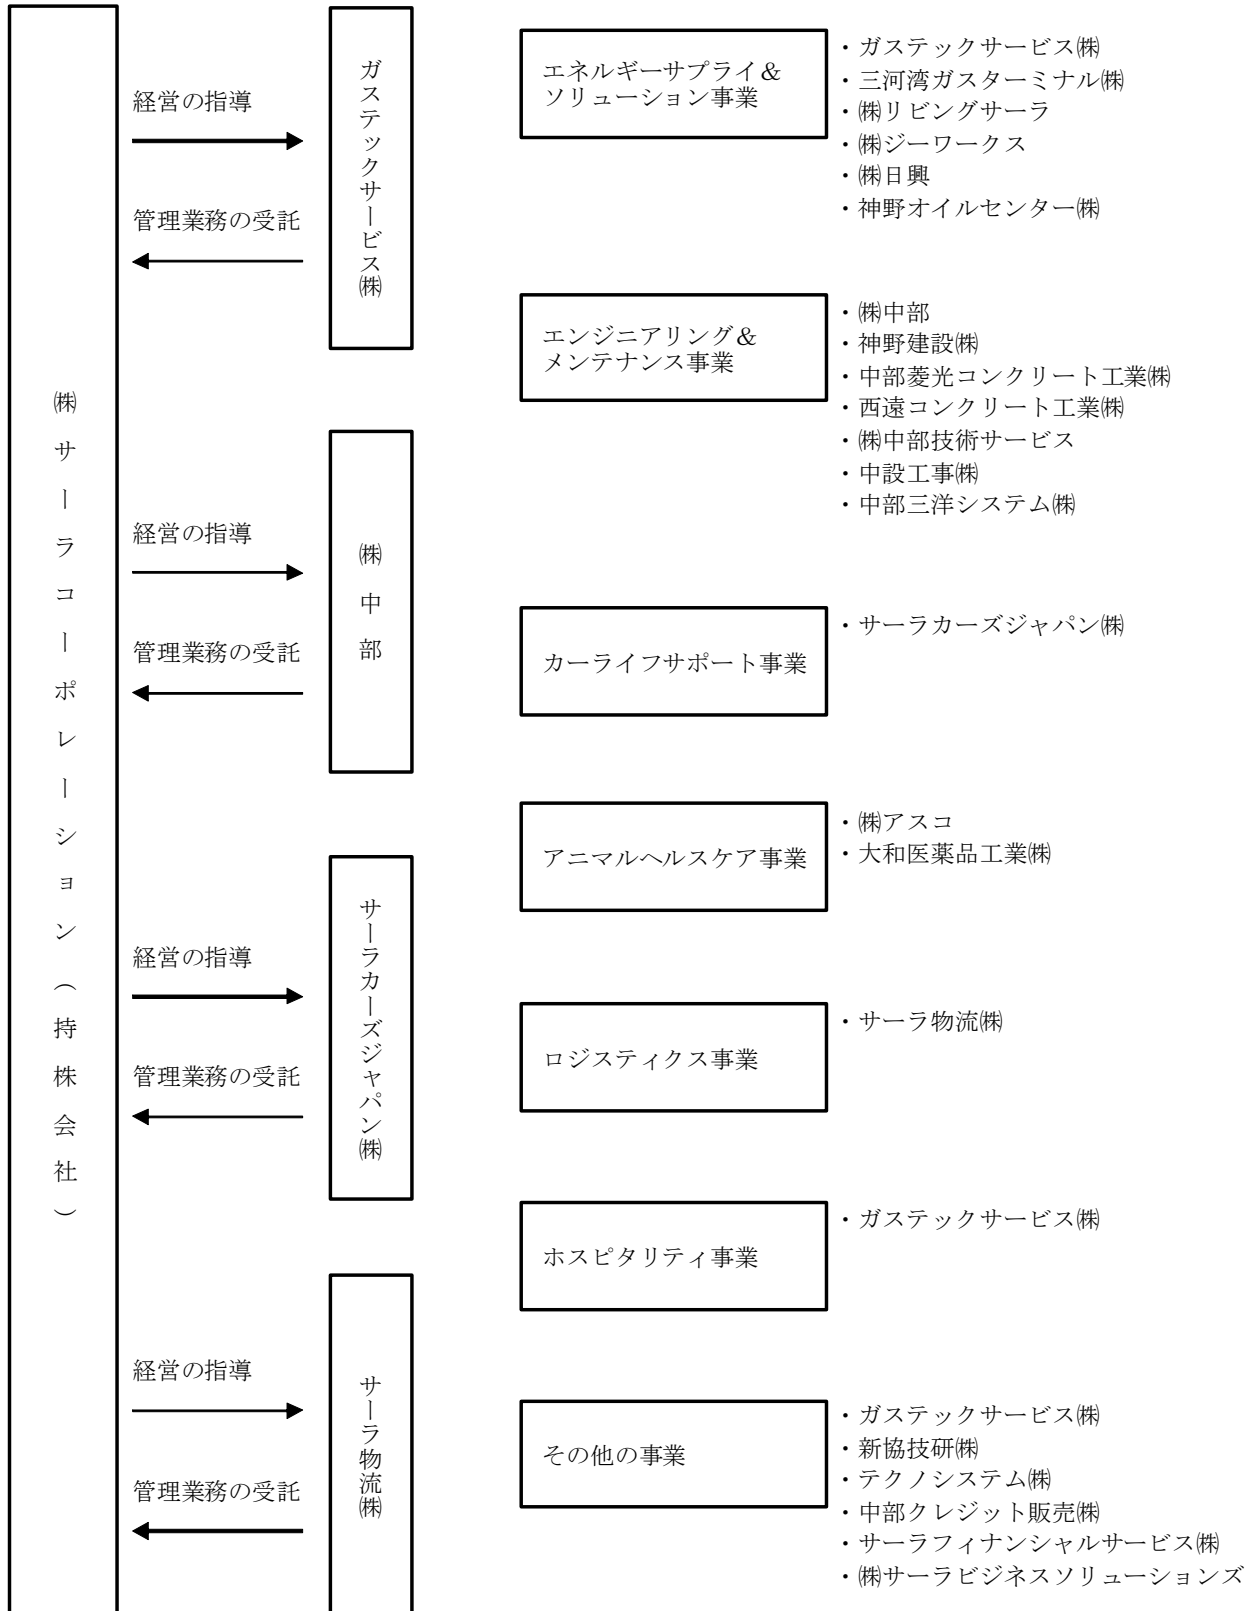 ㈱サーラコーポレーション（持株会社）
経営の指導
管理業務の受託
ガステックサービス㈱
経営の指導
管理業務の受託
㈱中部
経営の指導
管理業務の受託
サーラカーズジャパン㈱
経営の指導
管理業務の受託
サーラ物流㈱
エネルギーサプライ＆
ソリューション事業
・ガステックサービス㈱
・三河湾ガスターミナル㈱
・㈱リビングサーラ
・㈱ジーワークス
・㈱日興
・神野オイルセンター㈱
エンジニアリング＆
メンテナンス事業
・㈱中部
・神野建設㈱
・中部菱光コンクリート工業㈱
・西遠コンクリート工業㈱
・㈱中部技術サービス
・中設工事㈱
・中部三洋システム㈱
カーライフサポート事業
・サーラカーズジャパン㈱
アニマルヘルスケア事業
・㈱アスコ
・大和医薬品工業㈱
ロジスティクス事業
・サーラ物流㈱
ホスピタリティ事業
・ガステックサービス㈱
その他の事業
・ガステックサービス㈱
・新協技研㈱
・テクノシステム㈱
・中部クレジット販売㈱
・サーラフィナンシャルサービス㈱
・㈱サーラビジネスソリューションズ